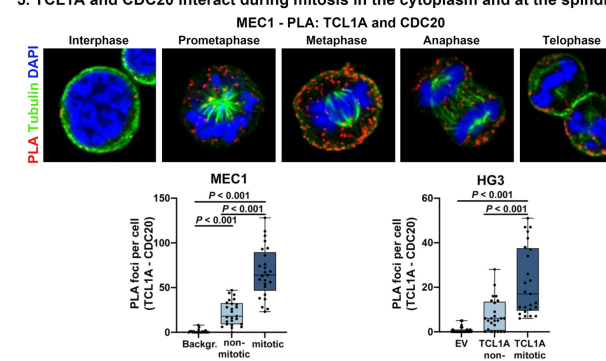 TCL1A and CDC20 interact during mitosis in the cytoplasm and at the
MEC1 - PLA: TCL1A and CDC20
Interphase Prometaphase Metaphase Anaphase Telophase
PLA Tubulin DAPI
MEC1
PLA foci per cell
(TCL1A - CDC20)
150
100
50
0
P < 0.001
P < 0.001
P < 0.001
Backgr. non-mitotic mitotic
HG3
PLA foci per cell
(TCL1A - CDC20)
60
40
20
0
P < 0.001
P < 0.001
EV TCL1A TCL1A
non- mitotic